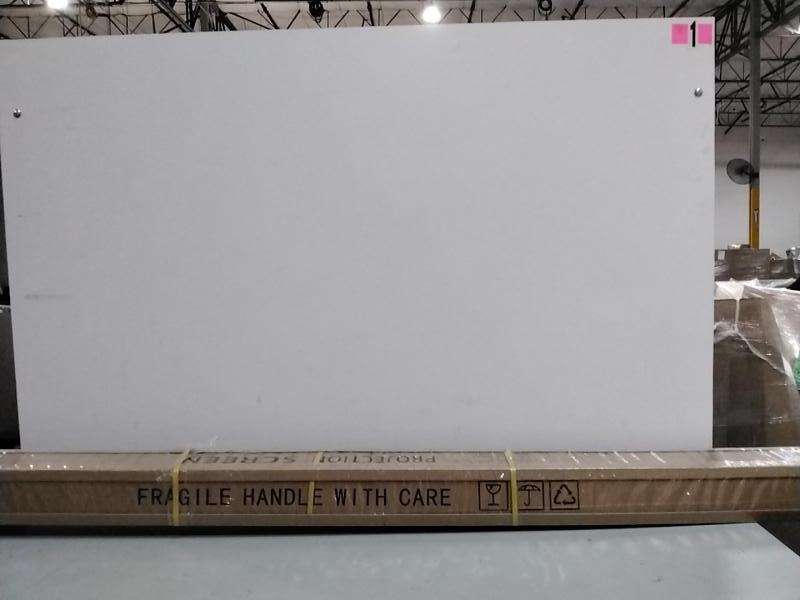 1
PROJECTION SCREEN
FRAGILE HANDLE WITH CARE